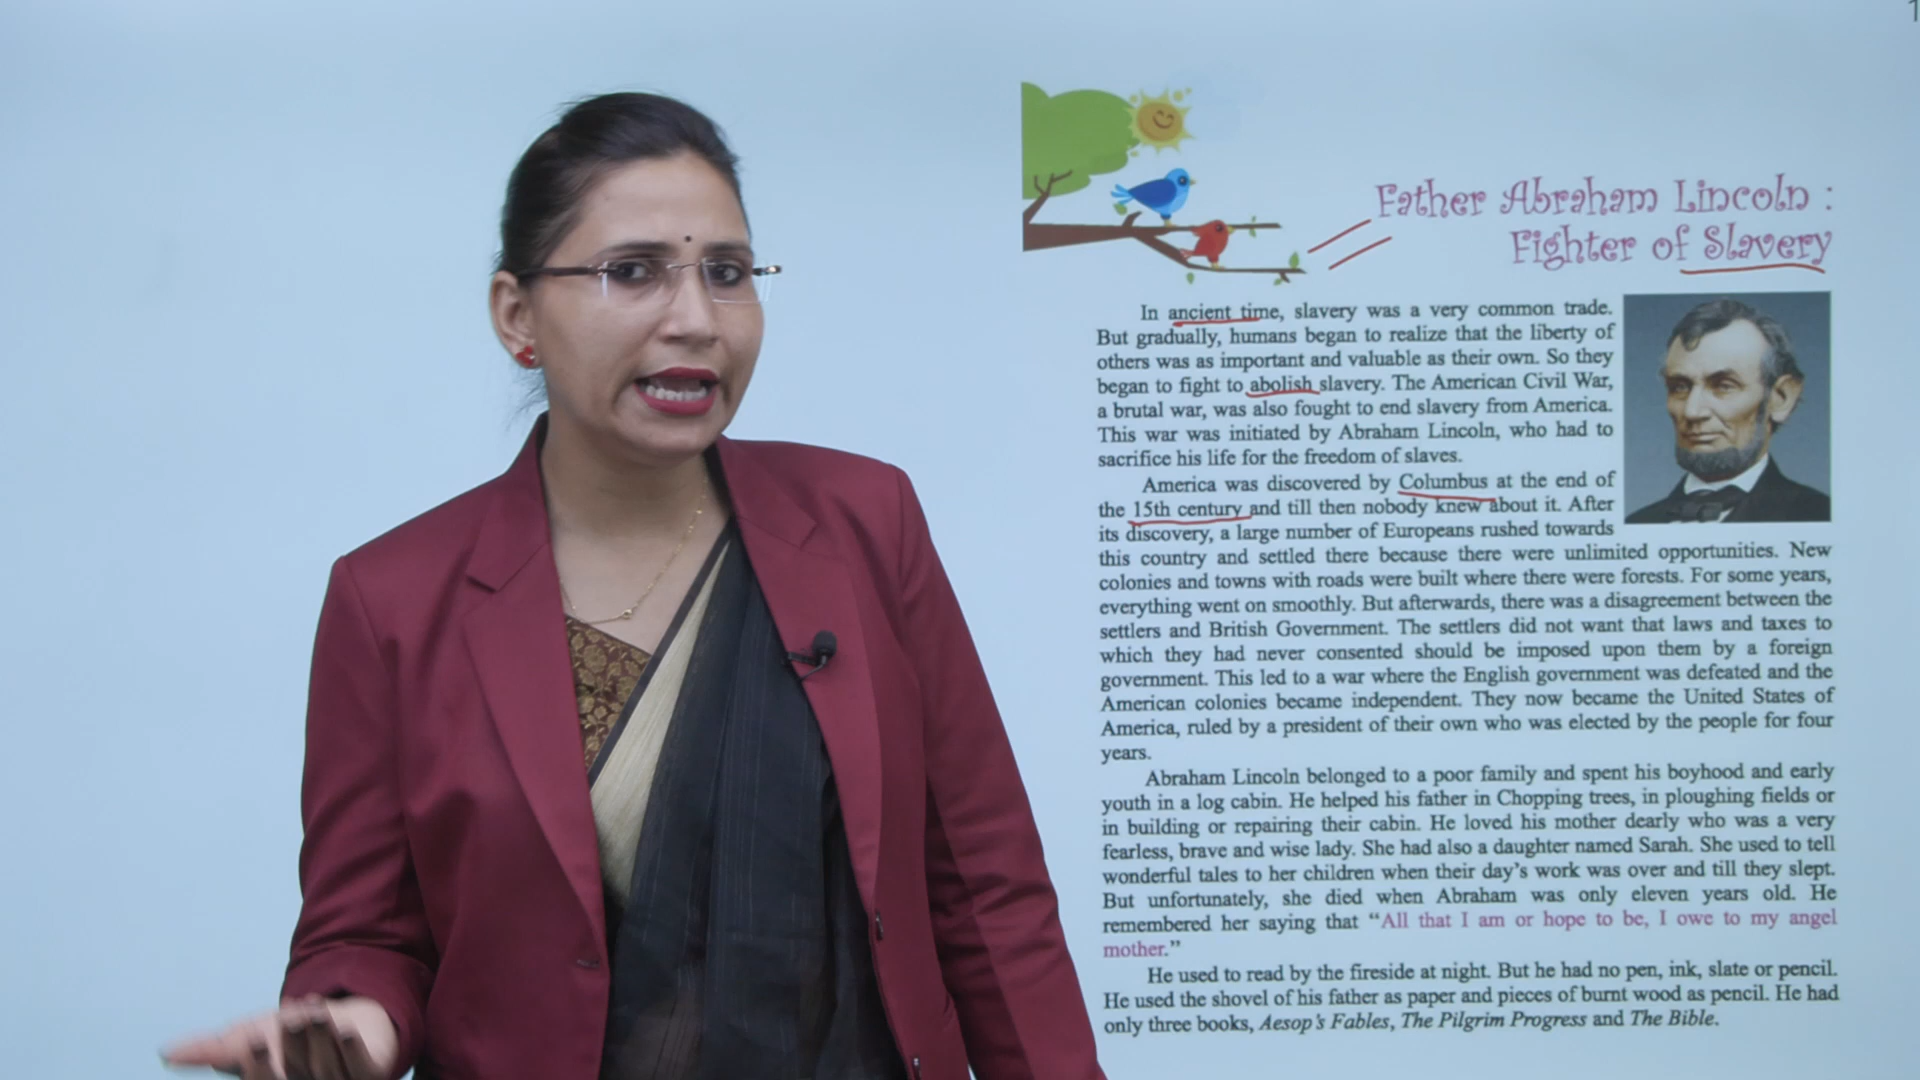 Father Abraham Lincoln :
Fighter of Slavery
In ancient time, slavery was a very common trade.
But gradually, humans began to realize that the liberty of
others was as important and valuable as their own. So they
began to fight to abolish slavery. The American Civil War,
a brutal war, was also fought to end slavery from America.
This war was initiated by Abraham Lincoln, who had to
sacrifice his life for the freedom of slaves.
America was discovered by Columbus at the end of
the 15th century and till then nobody knew about it. After
its discovery, a large number of Europeans rushed towards
this country and settled there because there were unlimited opportunities. New
colonies and towns with roads were built where there were forests. For some years,
everything went on smoothly. But afterwards, there was a disagreement between the
settlers and British Government. The settlers did not want that laws and taxes to
which they had never consented should be imposed upon them by a foreign
government. This led to a war where the English government was defeated and the
American colonies became independent. They now became the United States of
America, ruled by a president of their own who was elected by the people for four
years.
Abraham Lincoln belonged to a poor family and spent his boyhood and early
youth in a log cabin. He helped his father in Chopping trees, in ploughing fields or
in building or repairing their cabin. He loved his mother dearly who was a very
fearless, brave and wise lady. She had also a daughter named Sarah. She used to tell
wonderful tales to her children when their day's work was over and till they slept.
But unfortunately, she died when Abraham was only eleven years old. He
remembered her saying that “All that I am or hope to be, I owe to my angel
mother.”
He used to read by the fireside at night. But he had no pen, ink, slate or pencil.
He used the shovel of his father as paper and pieces of burnt wood as pencil. He had
only three books, Aesop's Fables, The Pilgrim Progress and The Bible.